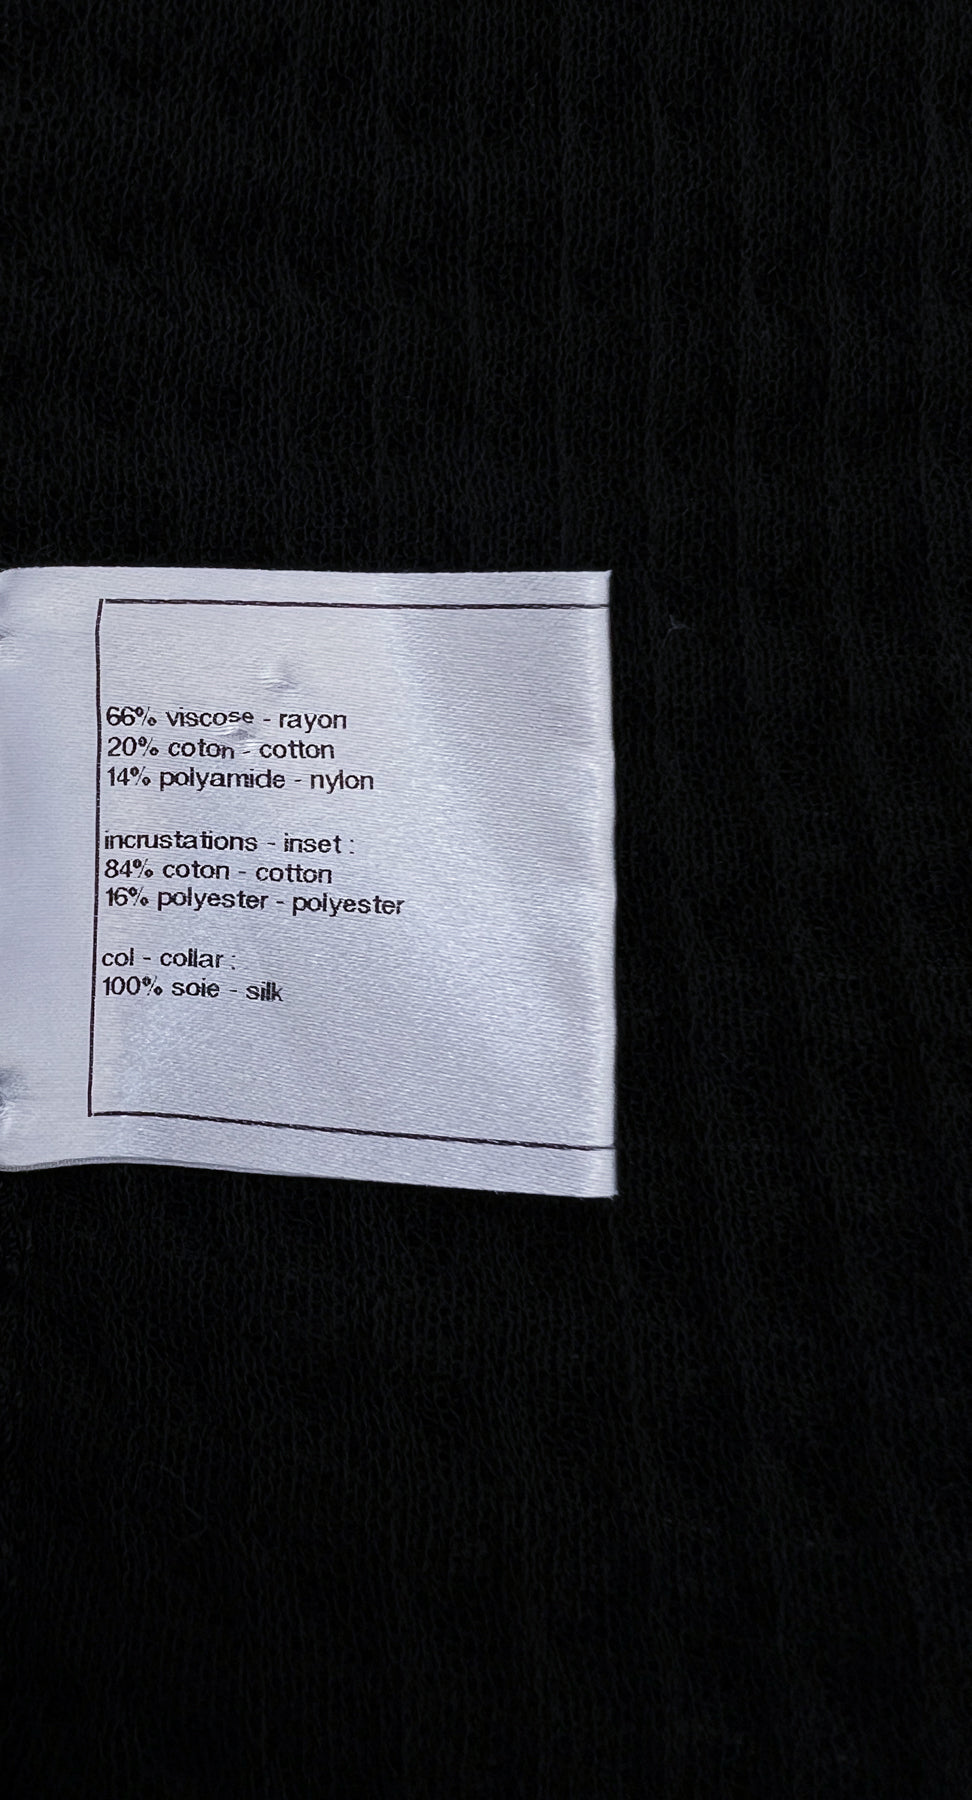 66% viscose - rayon
20% coton - cotton
14% polyamide - nylon
incrustations - inset :
84% coton - cotton
16% polyester - polyester
col - collar :
100% soie - silk